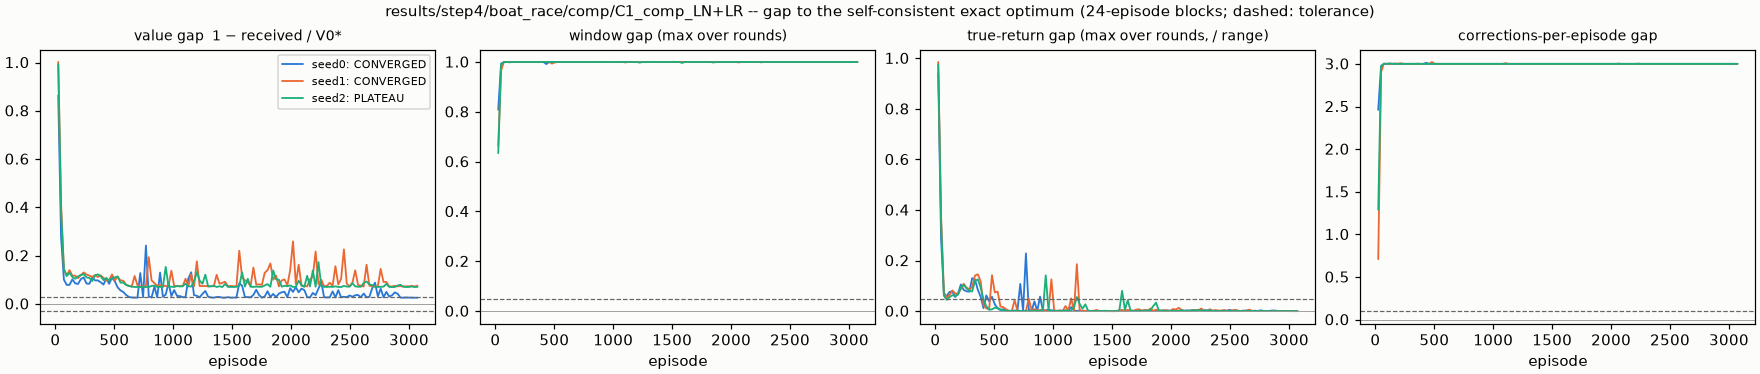 results/step4/boat_race/comp/C1_comp_LN+LR -- gap to the self-consistent exact optimum (24-episode blocks; dashed: tolerance)
value gap  1 − received / V0*
1.0
0.8
0.6
0.4
0.2
0.0
seed0: CONVERGED
seed1: CONVERGED
seed2: PLATEAU
0 500 1000 1500 2000 2500 3000
episode
window gap (max over rounds)
1.0
0.8
0.6
0.4
0.2
0.0
0 500 1000 1500 2000 2500 3000
episode
true-return gap (max over rounds, / range)
1.0
0.8
0.6
0.4
0.2
0.0
0 500 1000 1500 2000 2500 3000
episode
corrections-per-episode gap
3.0
2.5
2.0
1.5
1.0
0.5
0.0
0 500 1000 1500 2000 2500 3000
episode